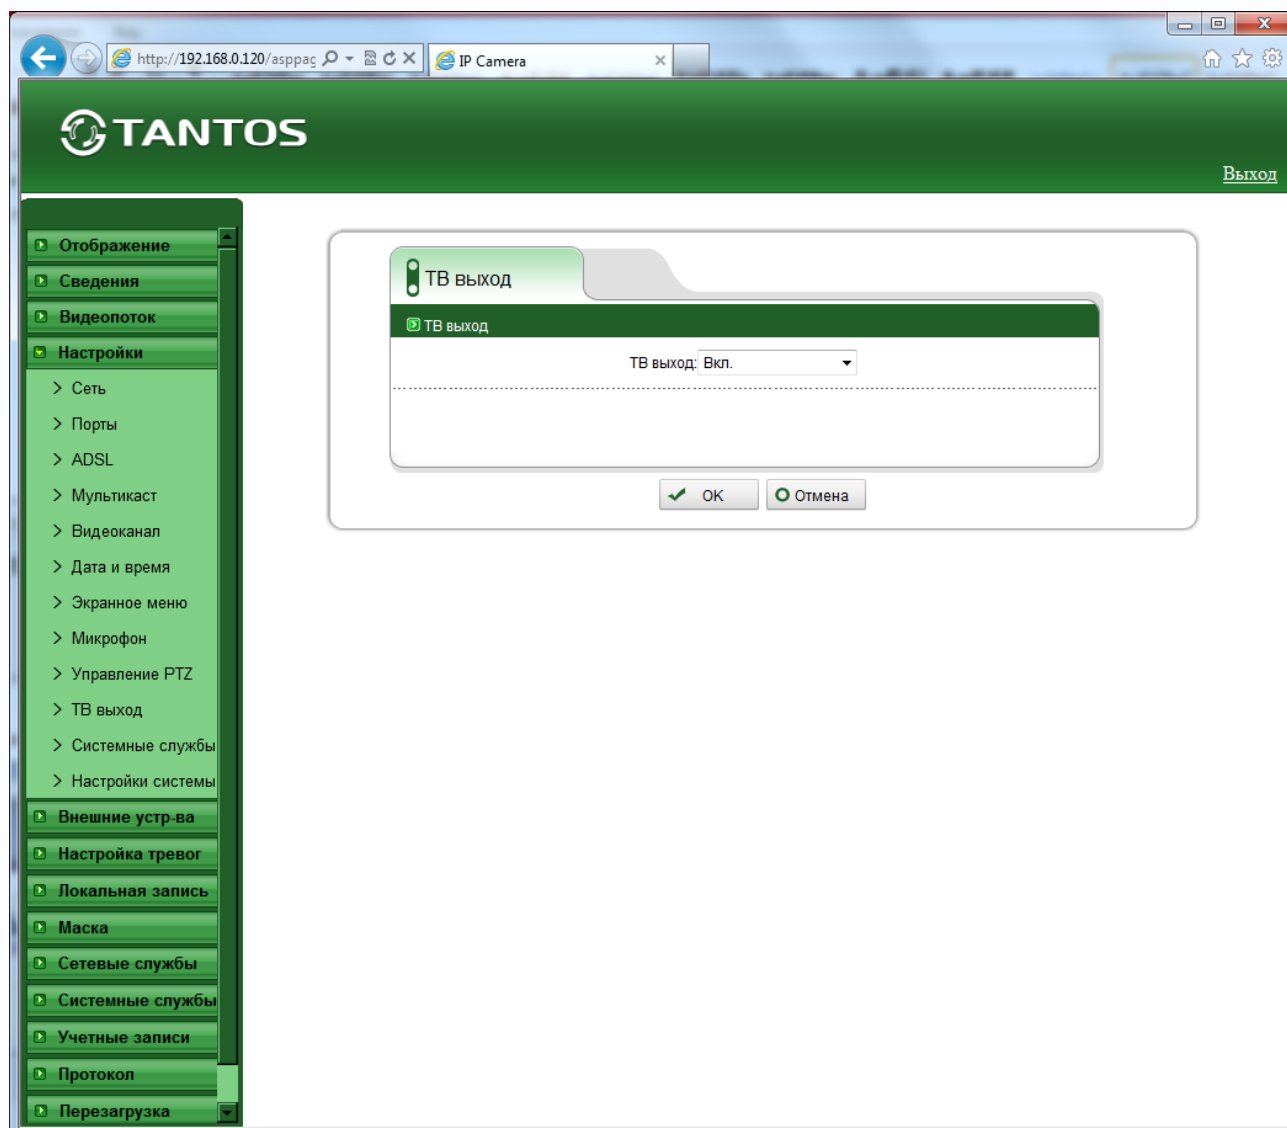 http://192.168.0.120/asppag
IP Camera
TANTOS
Выход
Отображение
Сведения
Видеопоток
Настройки
Сеть
Порты
ADSL
Мультикаст
Видеоканал
Дата и время
Экранное меню
Микрофон
Управление PTZ
ТВ выход
Системные службы
Настройки системы
Внешние устр-ва
Настройка тревог
Локальная запись
Маска
Сетевые службы
Системные службы
Учетные записи
Протокол
Перезагрузка
ТВ выход
ТВ выход
ТВ выход: Вкл.
OK Отмена